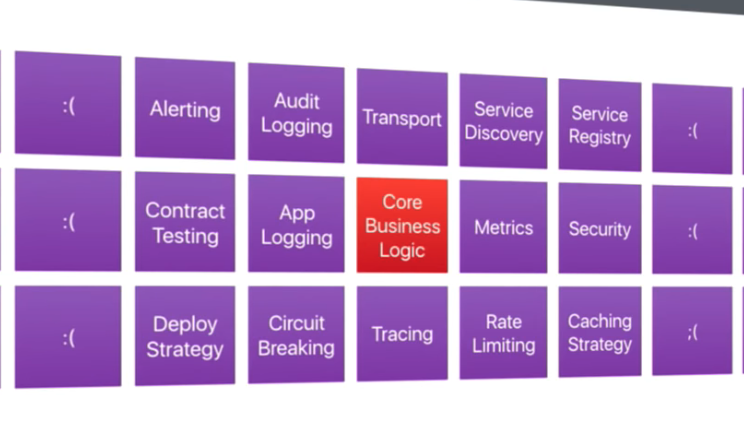 :(
Alerting
Audit
Logging
Transport
Service
Discovery
Service
Registry
:(
:(
Contract
Testing
App
Logging
Core
Business
Logic
Metrics
Security
:(
:(
Deploy
Strategy
Circuit
Breaking
Tracing
Rate
Limiting
Caching
Strategy
;(